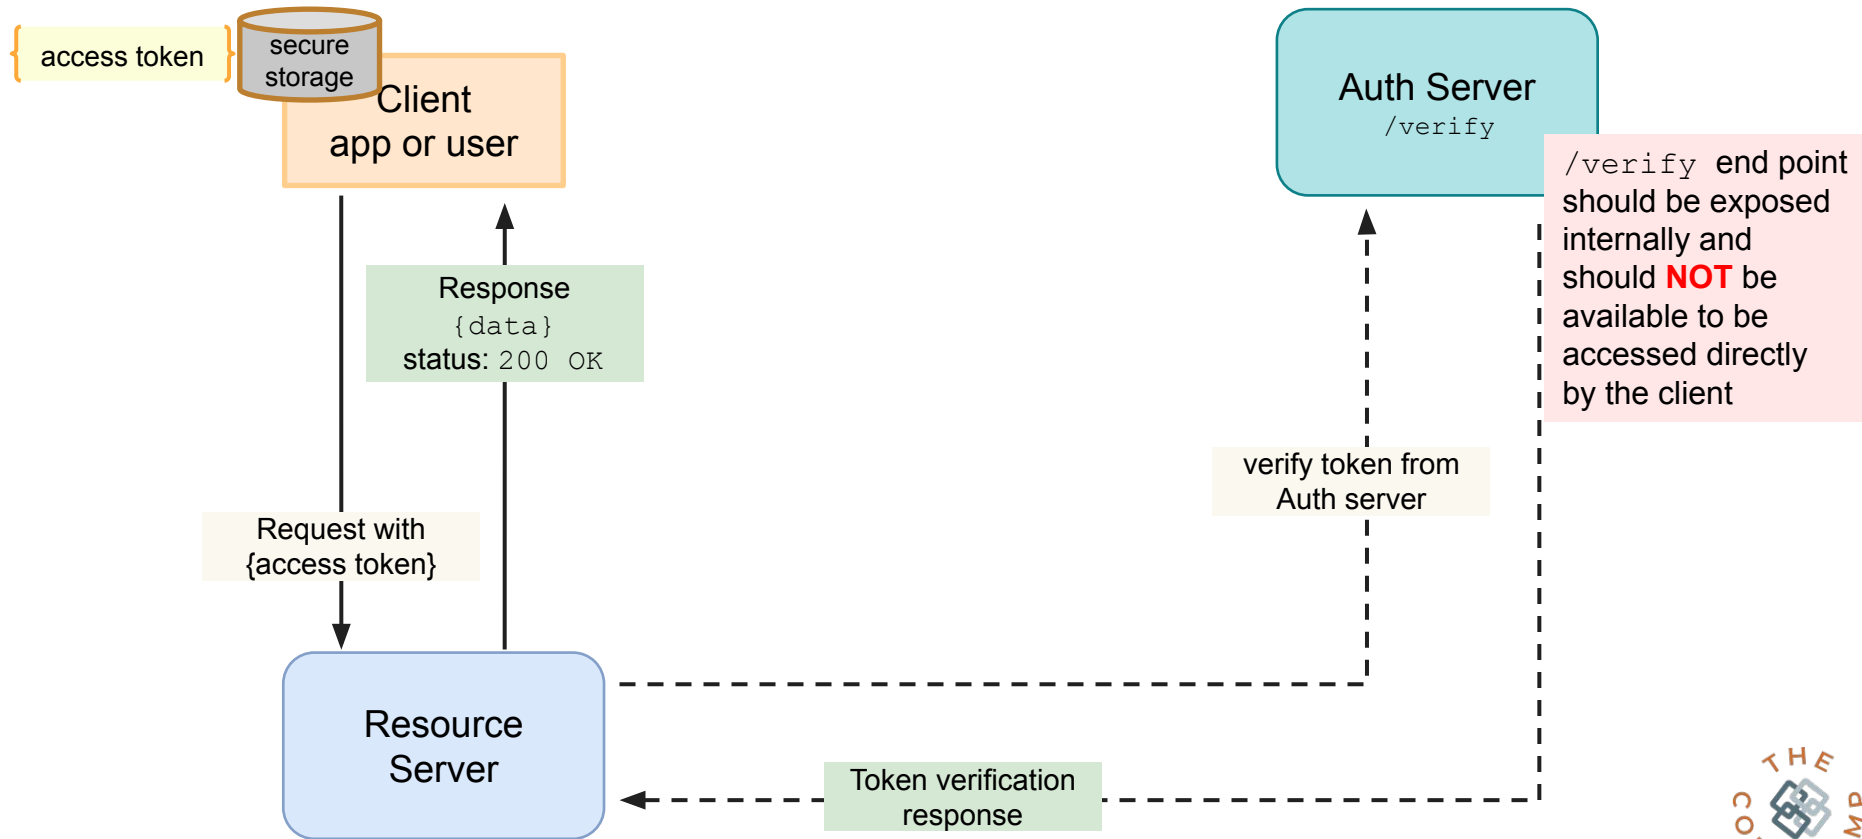 access token
secure
storage
Client
app or user
Auth Server
/verify
/verify end point
should be exposed
internally and
should NOT be
available to be
accessed directly
by the client
Response
{data}
status: 200 OK
verify token from
Auth server
Request with
{access token}
Resource
Server
Token verification
response
THE